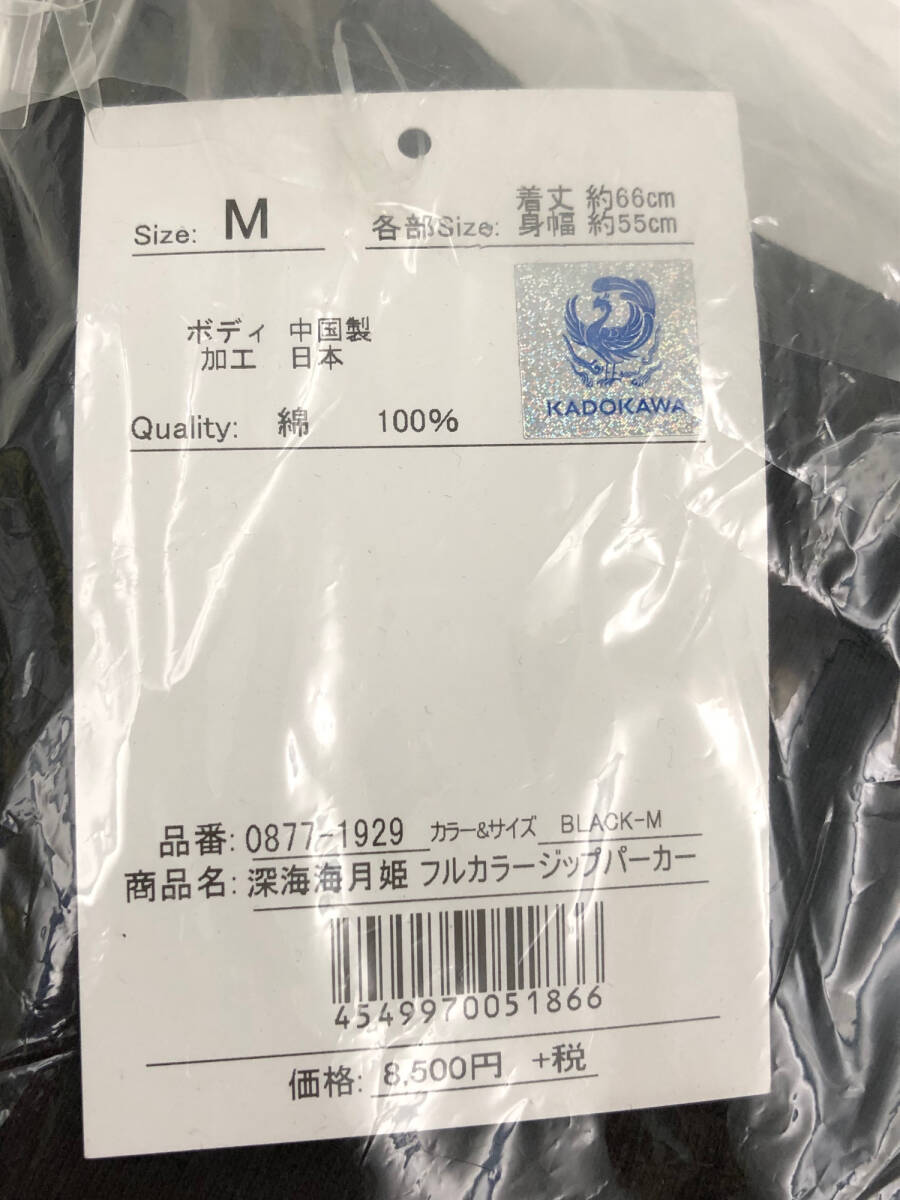 Size: M
各部Size: 着丈 約66cm
身幅 約55cm
ボディ 中国製
加工 日本
KADOKAWA
Quality: 綿 100%
品番: 0877-1929 カラー&サイズ BLACK-M
商品名: 深海海月姫 フルカラージップパーカー
4549970051866
価格: 8,500円 +税